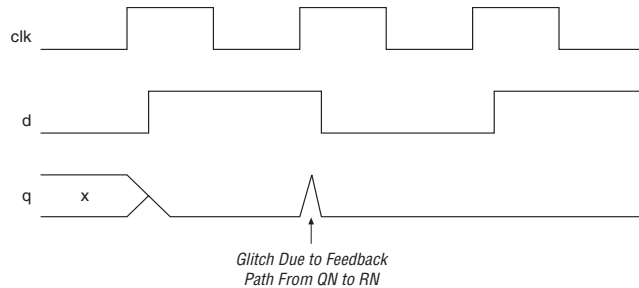 clk
d
q
x
Glitch Due to Feedback
Path From QN to RN